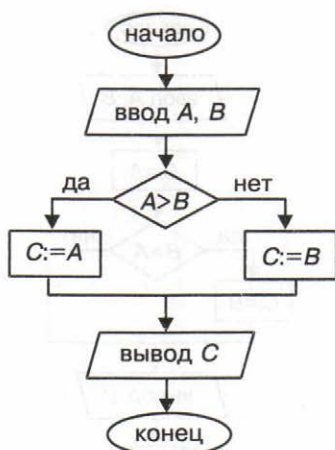 начало
ввод A, B
да
A>B
нет
C:=A
C:=B
вывод C
конец